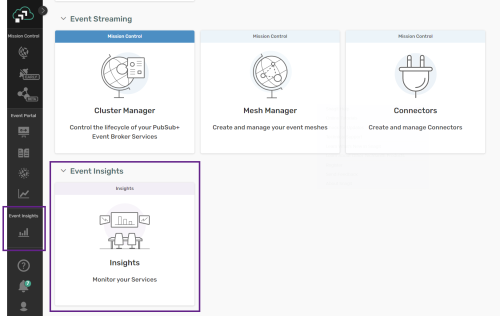 Event Streaming
Mission Control
Mission Control
Mission Control
Cluster Manager
Mesh Manager
Connectors
Control the lifecycle of your PubSub+
Event Broker Services
Create and manage your event meshes
Create and manage Connectors
Event Insights
Insights
Insights
Monitor your Services
Mission Control
Event Portal
Event Insights